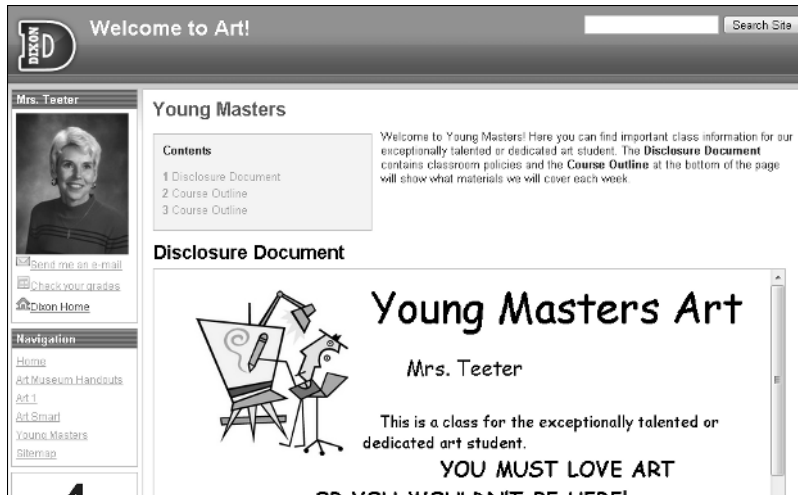 DIXON
D
Welcome to Art!
Search Site
Mrs. Teeter
Send me an e-mail
Check your grades
Dixon Home
Navigation
Home
Art Museum Handouts
Art 1
Art Smart
Young Masters
Sitemap
Young Masters
Contents
1 Disclosure Document
2 Course Outline
3 Course Outline
Welcome to Young Masters! Here you can find important class information for our
exceptionally talented or dedicated art student. The Disclosure Document
contains classroom policies and the Course Outline at the bottom of the page
will show what materials we will cover each week.
Disclosure Document
Young Masters Art
Mrs. Teeter
This is a class for the exceptionally talented or
dedicated art student.
YOU MUST LOVE ART
OR YOU WOULDN'T BE HERE!